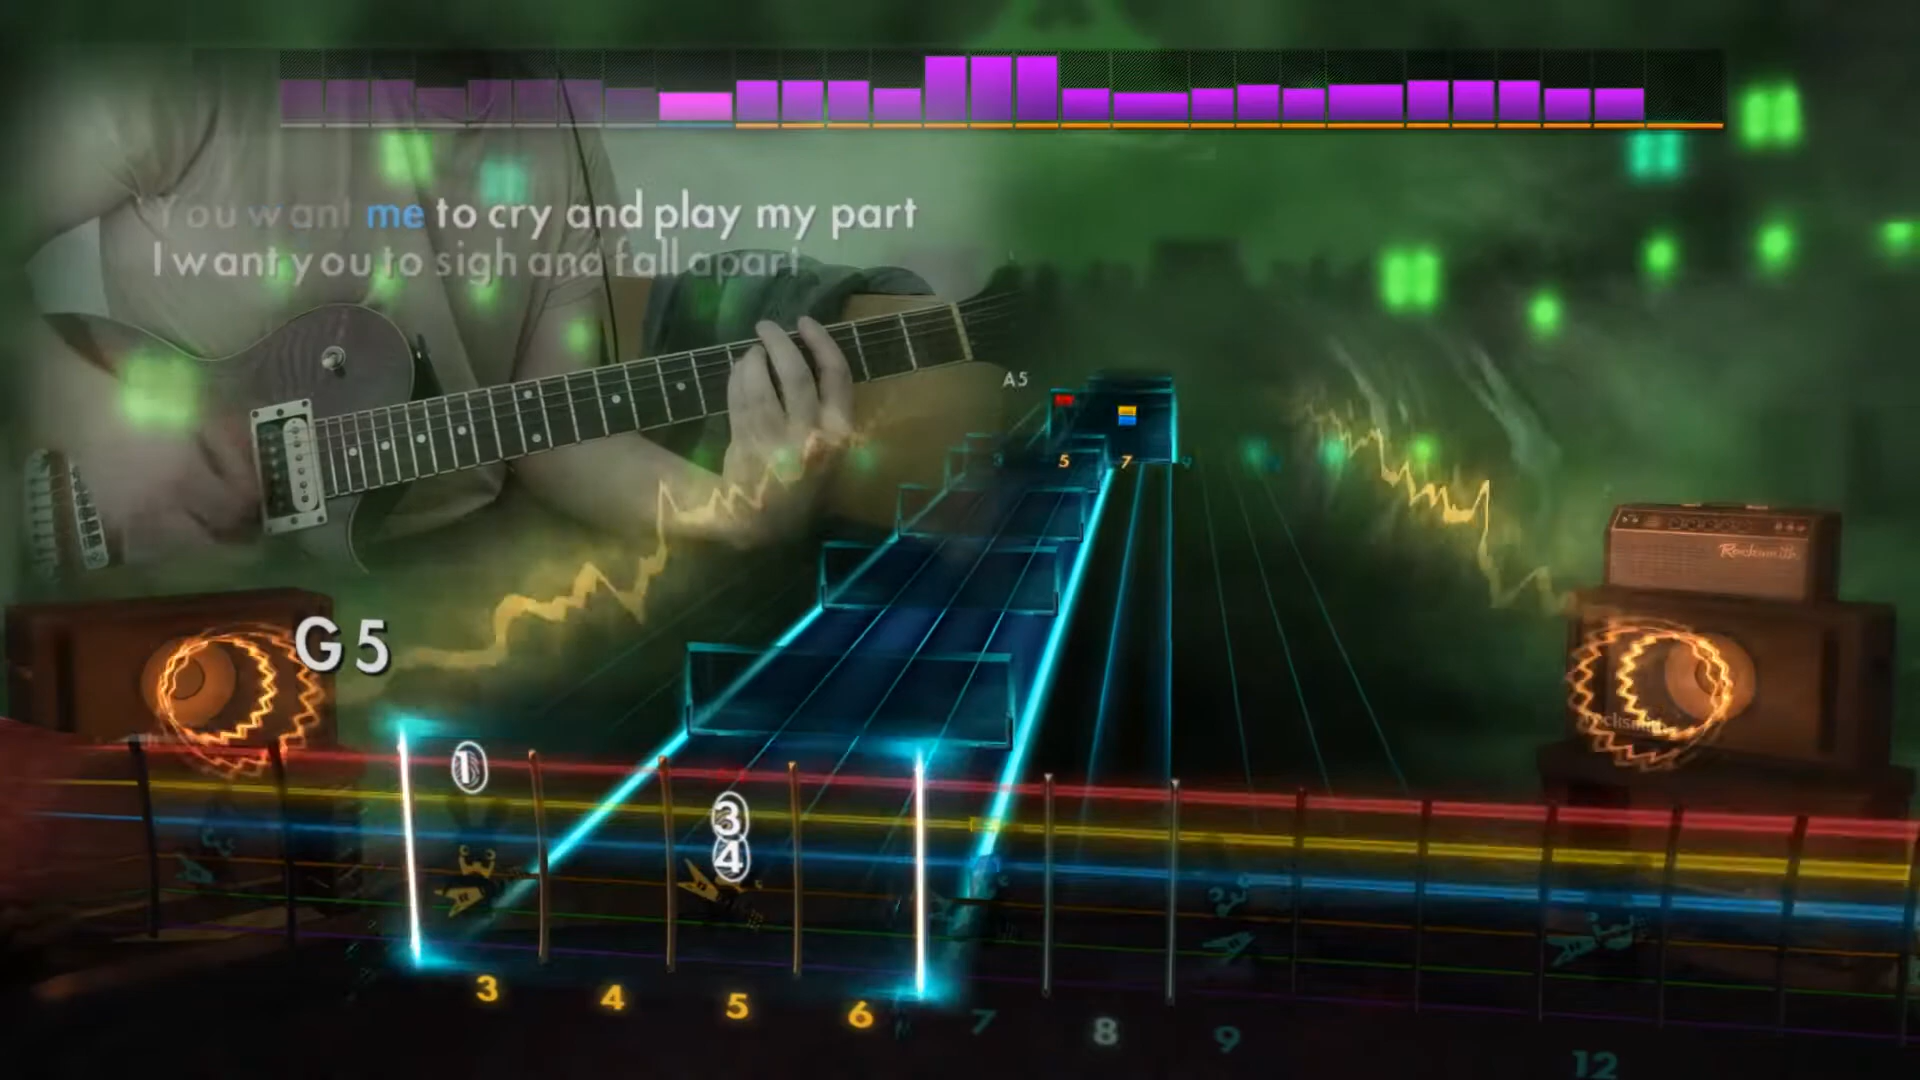 You want me to cry and play my part
I want you to sigh and fall apart
A5
5 7
Rocksmith
G5
1
3
4
3 4 5 6 7 8 9 12